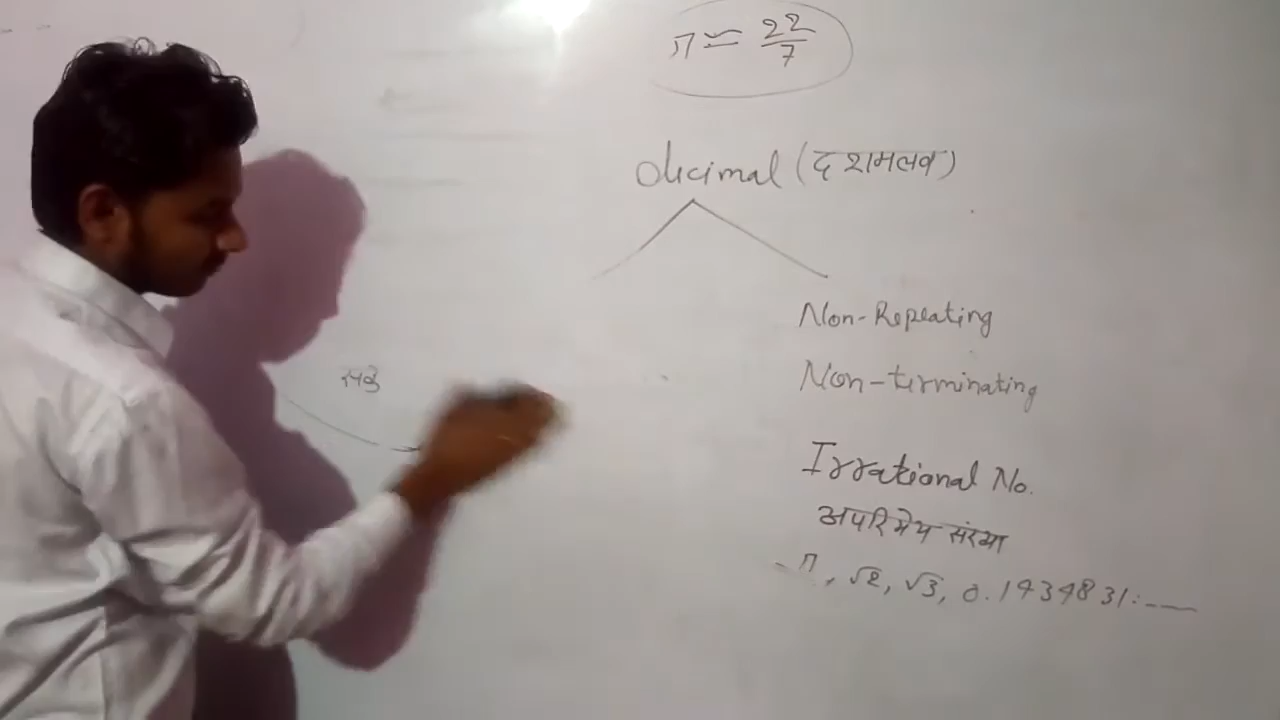 π ≈ 22/7
decimal (दशमलव)
Non-Repeating
Non-terminating
Irrational No.
अपरिमेय संख्या
π, √2, √3, 0.1434831.----